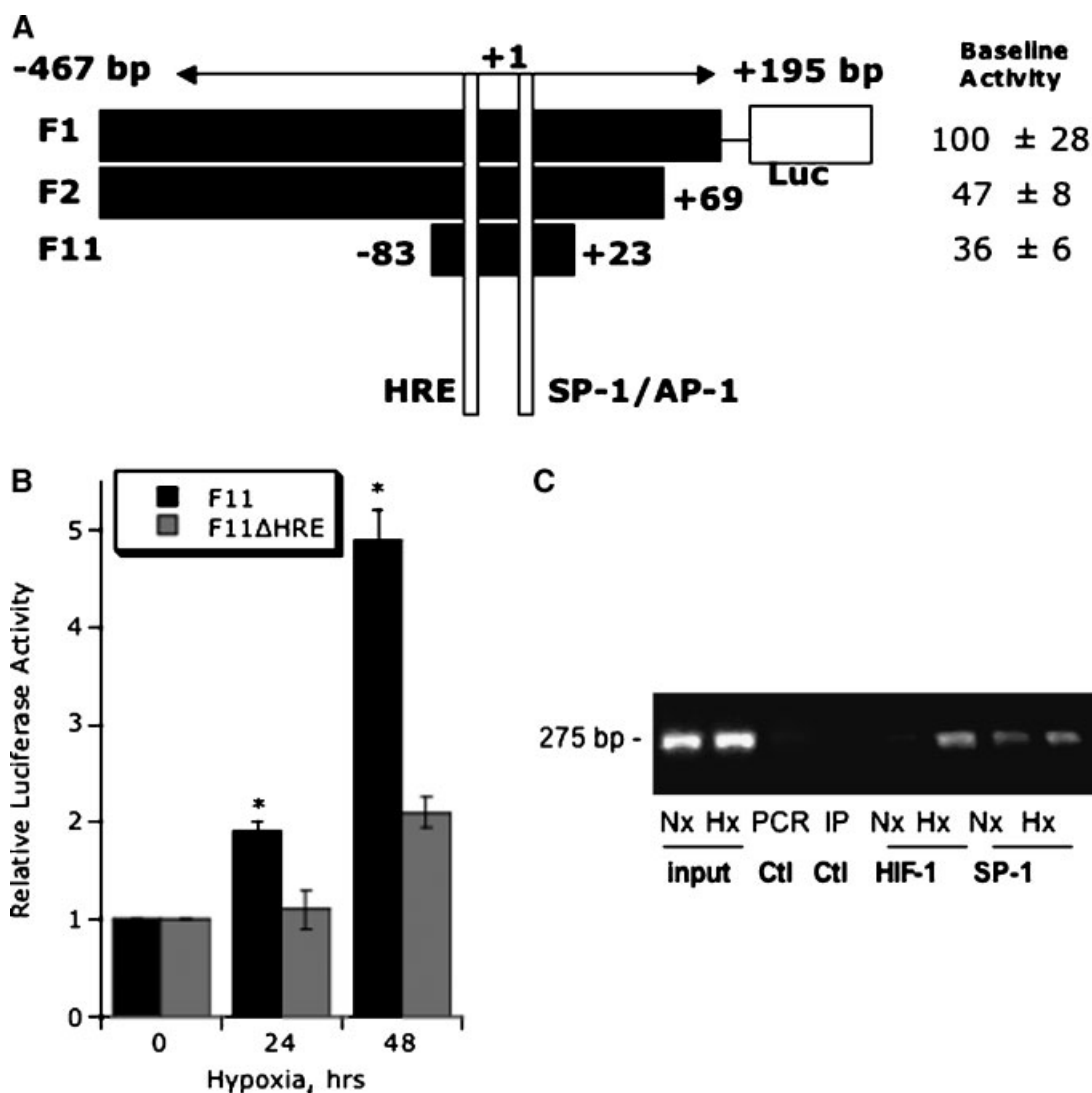 A
-467 bp
+1
+195 bp
Baseline
Activity
F1
Luc
100 ± 28
F2
+69
47 ± 8
F11
-83
+23
36 ± 6
HRE
SP-1/AP-1
B
F11
F11ΔHRE
Relative Luciferase Activity
5
4
3
2
1
0
*
*
0
24
48
Hypoxia, hrs
C
275 bp -
Nx Hx PCR IP Nx Hx Nx Hx
input Ctl Ctl HIF-1 SP-1